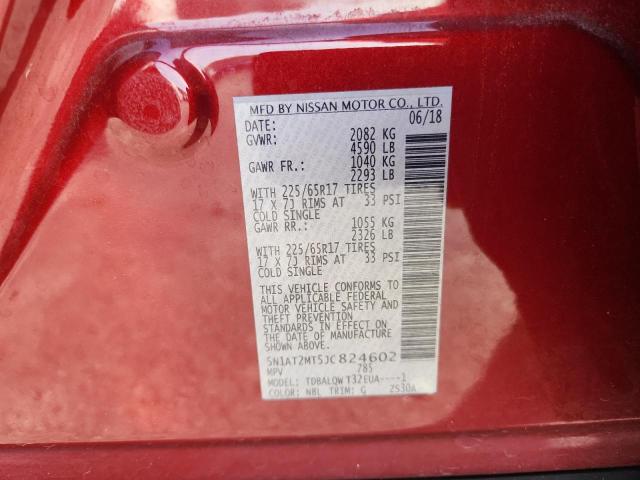 MFD BY NISSAN MOTOR CO., LTD.
DATE: 06/18
GVWR: 2082 KG
4590 LB
GAWR FR.: 1040 KG
2293 LB
WITH 225/65R17 TIRES
17 X 7J RIMS AT 33 PSI
COLD SINGLE
GAWR RR.: 1055 KG
2326 LB
WITH 225/65R17 TIRES
17 X 7J RIMS AT 33 PSI
COLD SINGLE
THIS VEHICLE CONFORMS TO
ALL APPLICABLE FEDERAL
MOTOR VEHICLE SAFETY AND
THEFT PREVENTION
STANDARDS IN EFFECT ON
DATE OF MANUFACTURE
SHOWN ABOVE.
5N1AT2MT5JC824602
MPV 785
MODEL: TDBALQW T32EUA----1
COLOR: NBL TRIM: G 2S30A